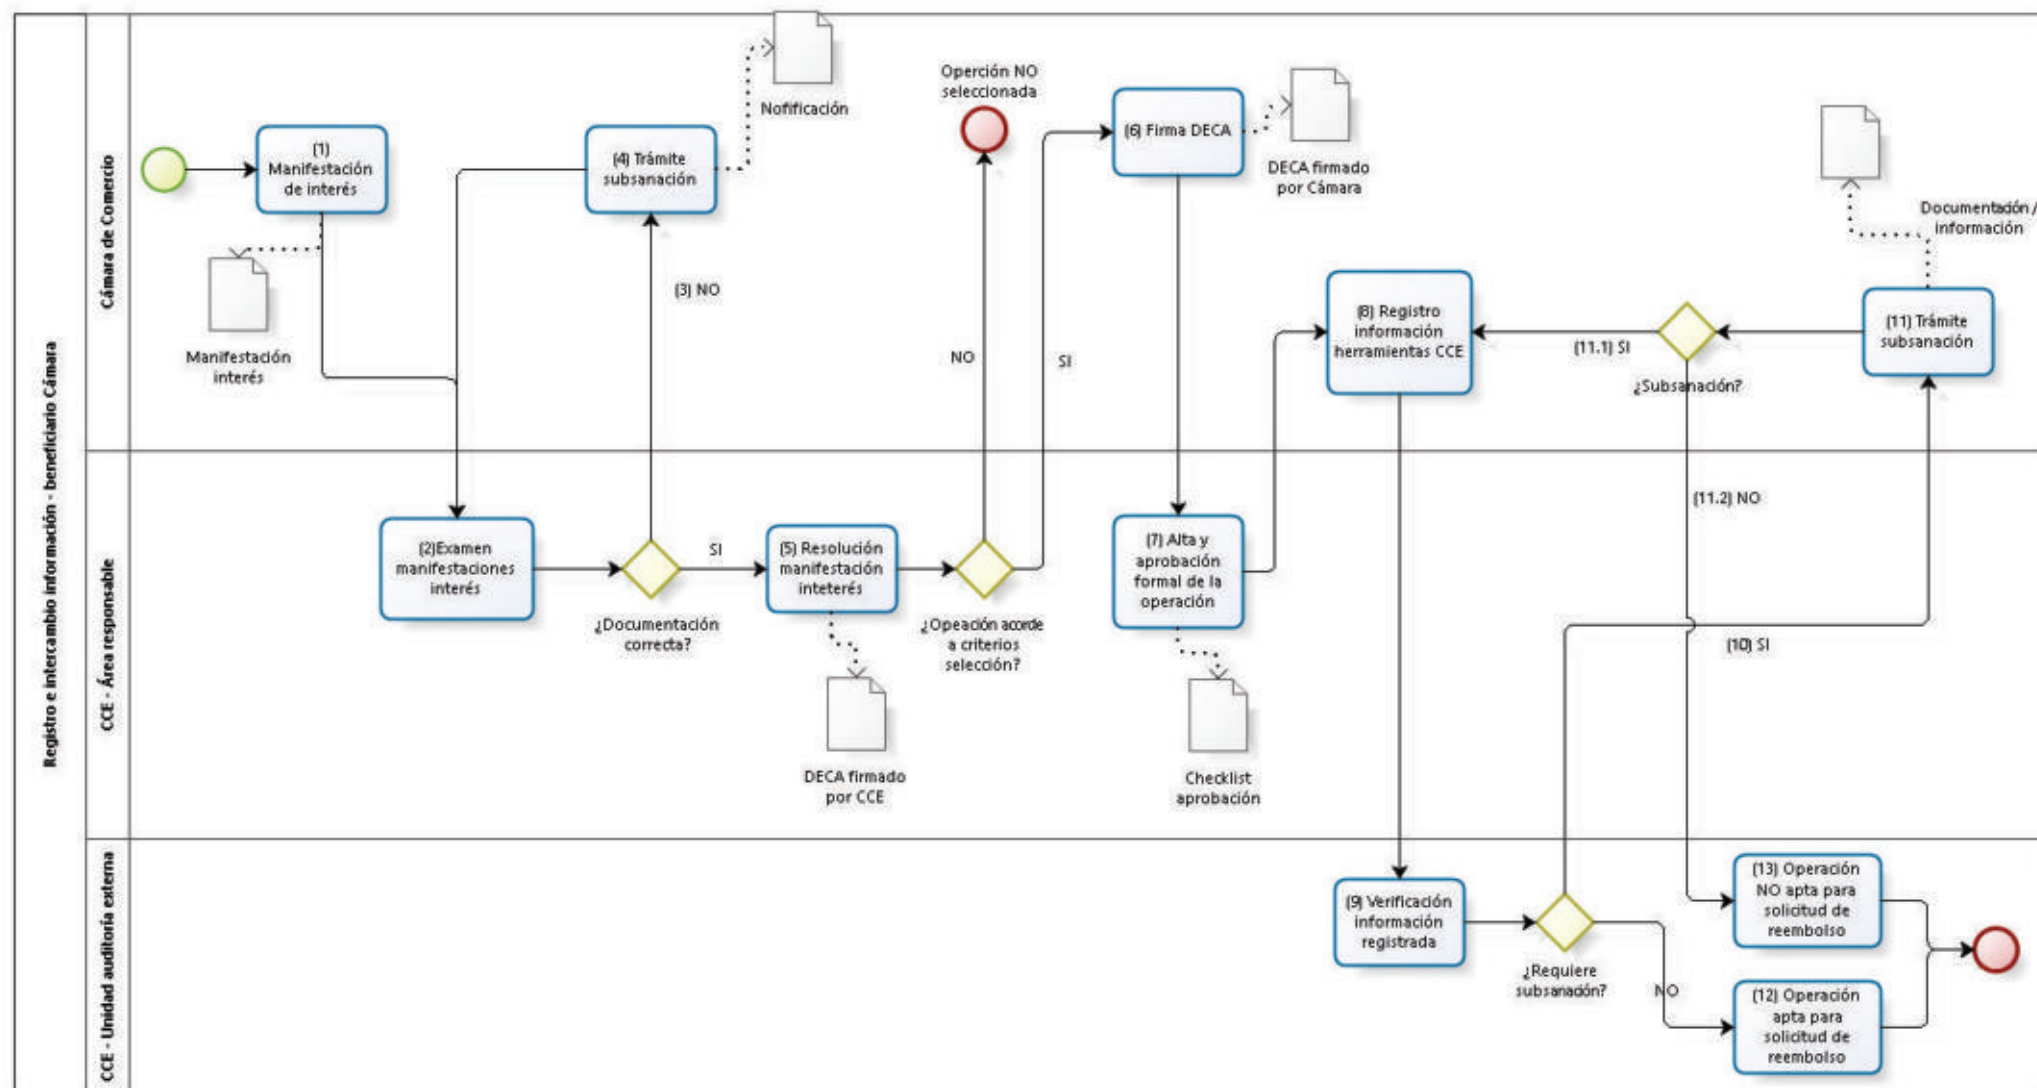 Registro e intercambio información - beneficiario Cámara
Cámara de Comercio
(1)
Manifestación
de interés
Manifestación
interés
(4) Trámite
subsanación
Nofificación
(3) NO
Operción NO
seleccionada
NO
SI
(6) Firma DECA
DECA firmado
por Cámara
(8) Registro
información
herramientas CCE
(11.1) SI
¿Subsanación?
(11) Trámite
subsanación
Documentación /
información
CCE - Área responsable
(2)Examen
manifestaciones
interés
¿Documentación
correcta?
SI
(5) Resolución
manifestación
inteterés
DECA firmado
por CCE
¿Opeación acorde
a criterios
selección?
(7) Alta y
aprobación
formal de la
operación
Checklist
aprobación
(11.2) NO
(10) SI
CCE - Unidad auditoría externa
(9) Verificación
información
registrada
¿Requiere
subsanación?
NO
(13) Operación
NO apta para
solicitud de
reembolso
(12) Operación
apta para
solicitud de
reembolso